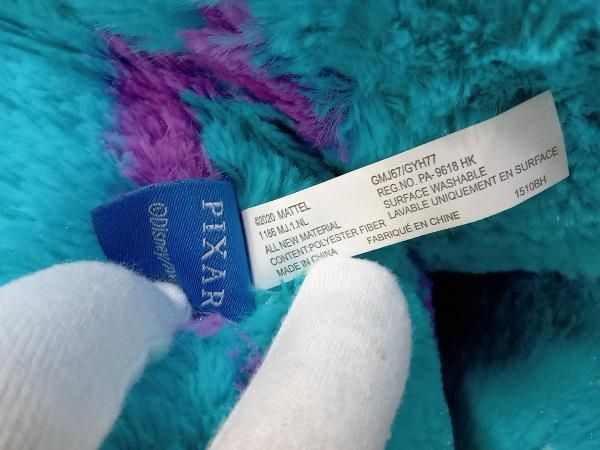 PIXAR
©Disney
©2020 MATTEL
1186 MJ,1,NL
ALL NEW MATERIAL
CONTENT:POLYESTER FIBER
MADE IN CHINA
FABRIQUÉ EN CHINE
GMJ67/GYH77
REG.NO. PA-9618 HK
SURFACE WASHABLE
LAVABLE UNIQUEMENT EN SURFACE
1510BH